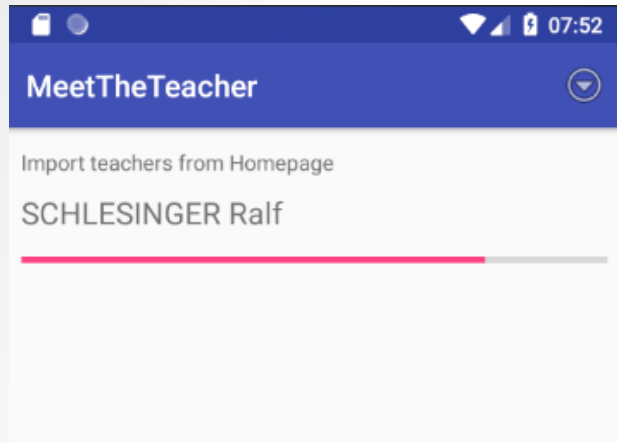 07:52
MeetTheTeacher
Import teachers from Homepage
SCHLESINGER Ralf